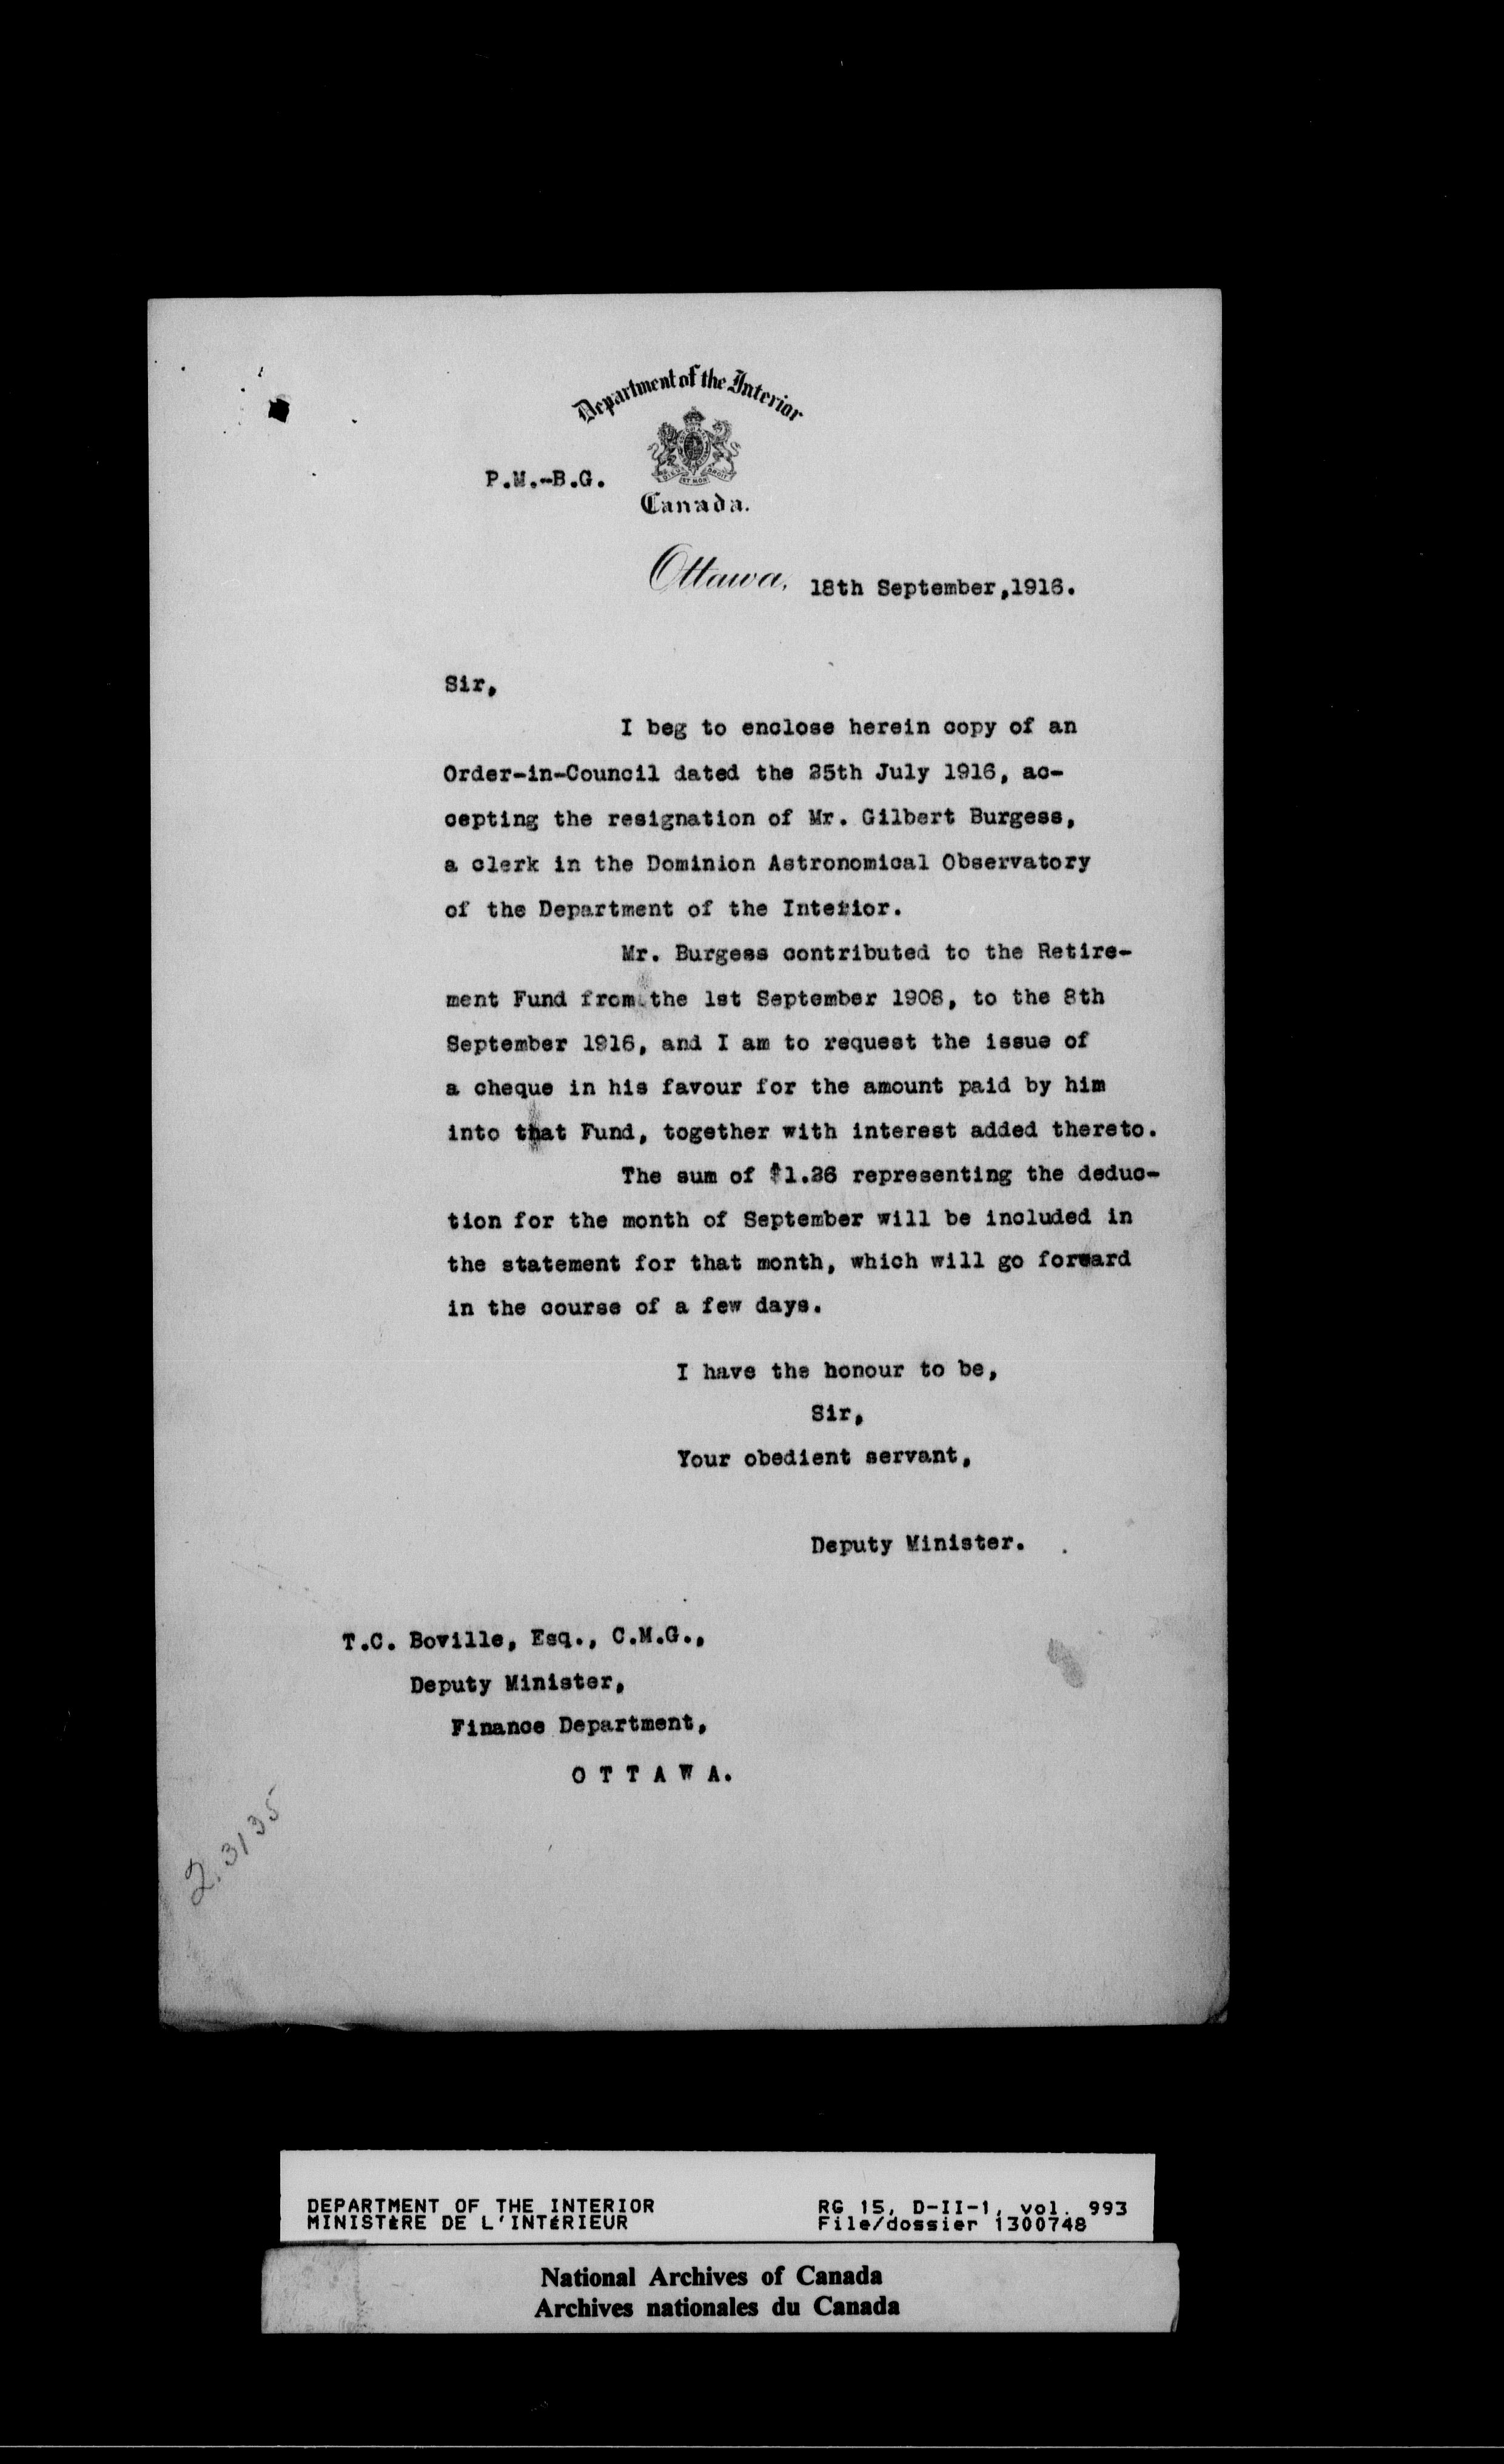 Department of the Interior
P.M.-B.G.
Canada.
Ottawa, 18th September,1916.
Sir,
I beg to enclose herein copy of an
Order-in-Council dated the 25th July 1916, ac-
cepting the resignation of Mr. Gilbert Burgess,
a clerk in the Dominion Astronomical Observatory
of the Department of the Interior.
Mr. Burgess contributed to the Retire-
ment Fund from the 1st September 1908, to the 8th
September 1916, and I am to request the issue of
a cheque in his favour for the amount paid by him
into that Fund, together with interest added thereto.
The sum of $1.26 representing the deduc-
tion for the month of September will be included in
the statement for that month, which will go forward
in the course of a few days.
I have the honour to be,
Sir,
Your obedient servant,
Deputy Minister.
T.C. Boville, Esq., C.M.G.,
Deputy Minister,
Finance Department,
O T T A W A.
2.3135
DEPARTMENT OF THE INTERIOR
MINISTÈRE DE L'INTÉRIEUR
RG 15, D-II-1, vol. 993
File/dossier 1300748
National Archives of Canada
Archives nationales du Canada